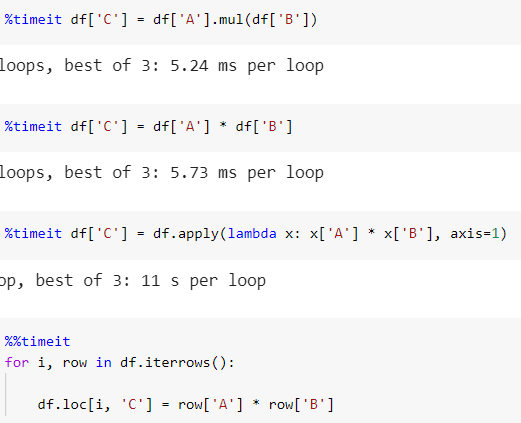 %timeit df['C'] = df['A'].mul(df['B'])
loops, best of 3: 5.24 ms per loop
%timeit df['C'] = df['A'] * df['B']
loops, best of 3: 5.73 ms per loop
%timeit df['C'] = df.apply(lambda x: x['A'] * x['B'], axis=1)
op, best of 3: 11 s per loop
%%timeit
for i, row in df.iterrows():
df.loc[i, 'C'] = row['A'] * row['B']